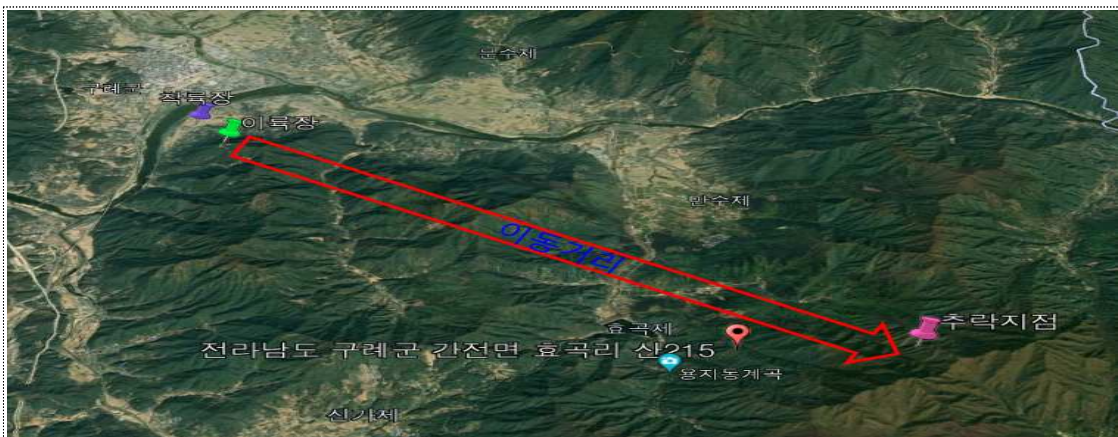 문수제
구례군
착륙장
이륙장
만수제
이동거리
추락지점
효곡제
전라남도 구례군 간전면 효곡리 산215
용지동계곡
신기제